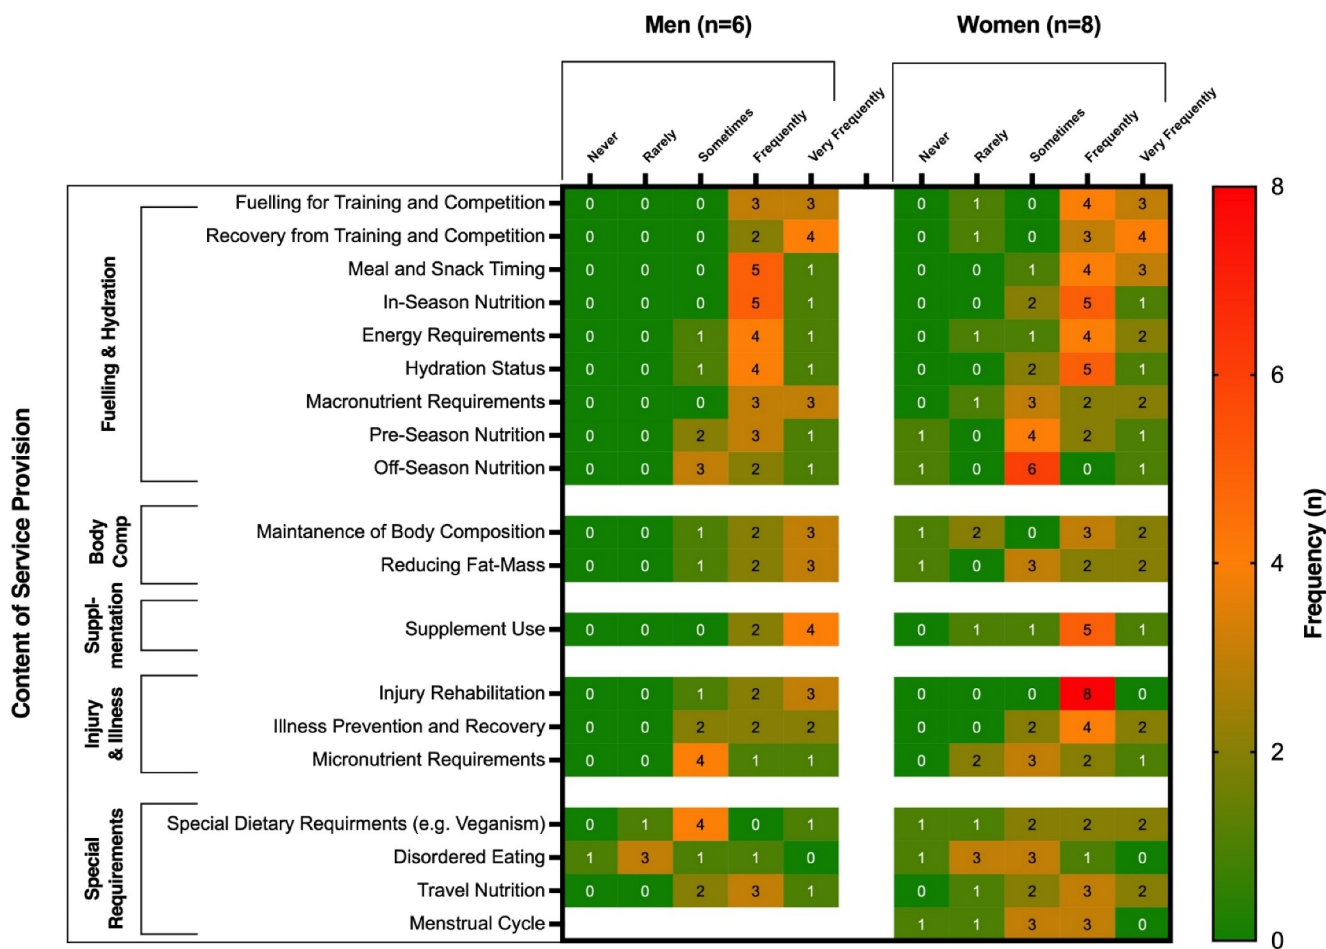 Men (n=6) Women (n=8)
Never Rarely Sometimes Frequently Very Frequently Never Rarely Sometimes Frequently Very Frequently
Content of Service Provision
Fuelling & Hydration
Fuelling for Training and Competition 0 0 0 3 3 0 1 0 4 3
Recovery from Training and Competition 0 0 0 2 4 0 1 0 3 4
Meal and Snack Timing 0 0 0 5 1 0 0 1 4 3
In-Season Nutrition 0 0 0 5 1 0 0 2 5 1
Energy Requirements 0 0 1 4 1 0 1 1 4 2
Hydration Status 0 0 1 4 1 0 0 2 5 1
Macronutrient Requirements 0 0 0 3 3 0 1 3 2 2
Pre-Season Nutrition 0 0 2 3 1 1 0 4 2 1
Off-Season Nutrition 0 0 3 2 1 1 0 6 0 1
Body
Comp
Maintanence of Body Composition 0 0 1 2 3 1 2 0 3 2
Reducing Fat-Mass 0 0 1 2 3 1 0 3 2 2
Suppl-
mentation
Supplement Use 0 0 0 2 4 0 1 1 5 1
Injury
& Illness
Injury Rehabilitation 0 0 1 2 3 0 0 0 8 0
Illness Prevention and Recovery 0 0 2 2 2 0 0 2 4 2
Micronutrient Requirements 0 0 4 1 1 0 2 3 2 1
Special
Requirements
Special Dietary Requirments (e.g. Veganism) 0 1 4 0 1 1 1 2 2 2
Disordered Eating 1 3 1 1 0 1 3 3 1 0
Travel Nutrition 0 0 2 3 1 0 1 2 3 2
Menstrual Cycle 1 1 3 3 0
8
6
4
2
0
Frequency (n)